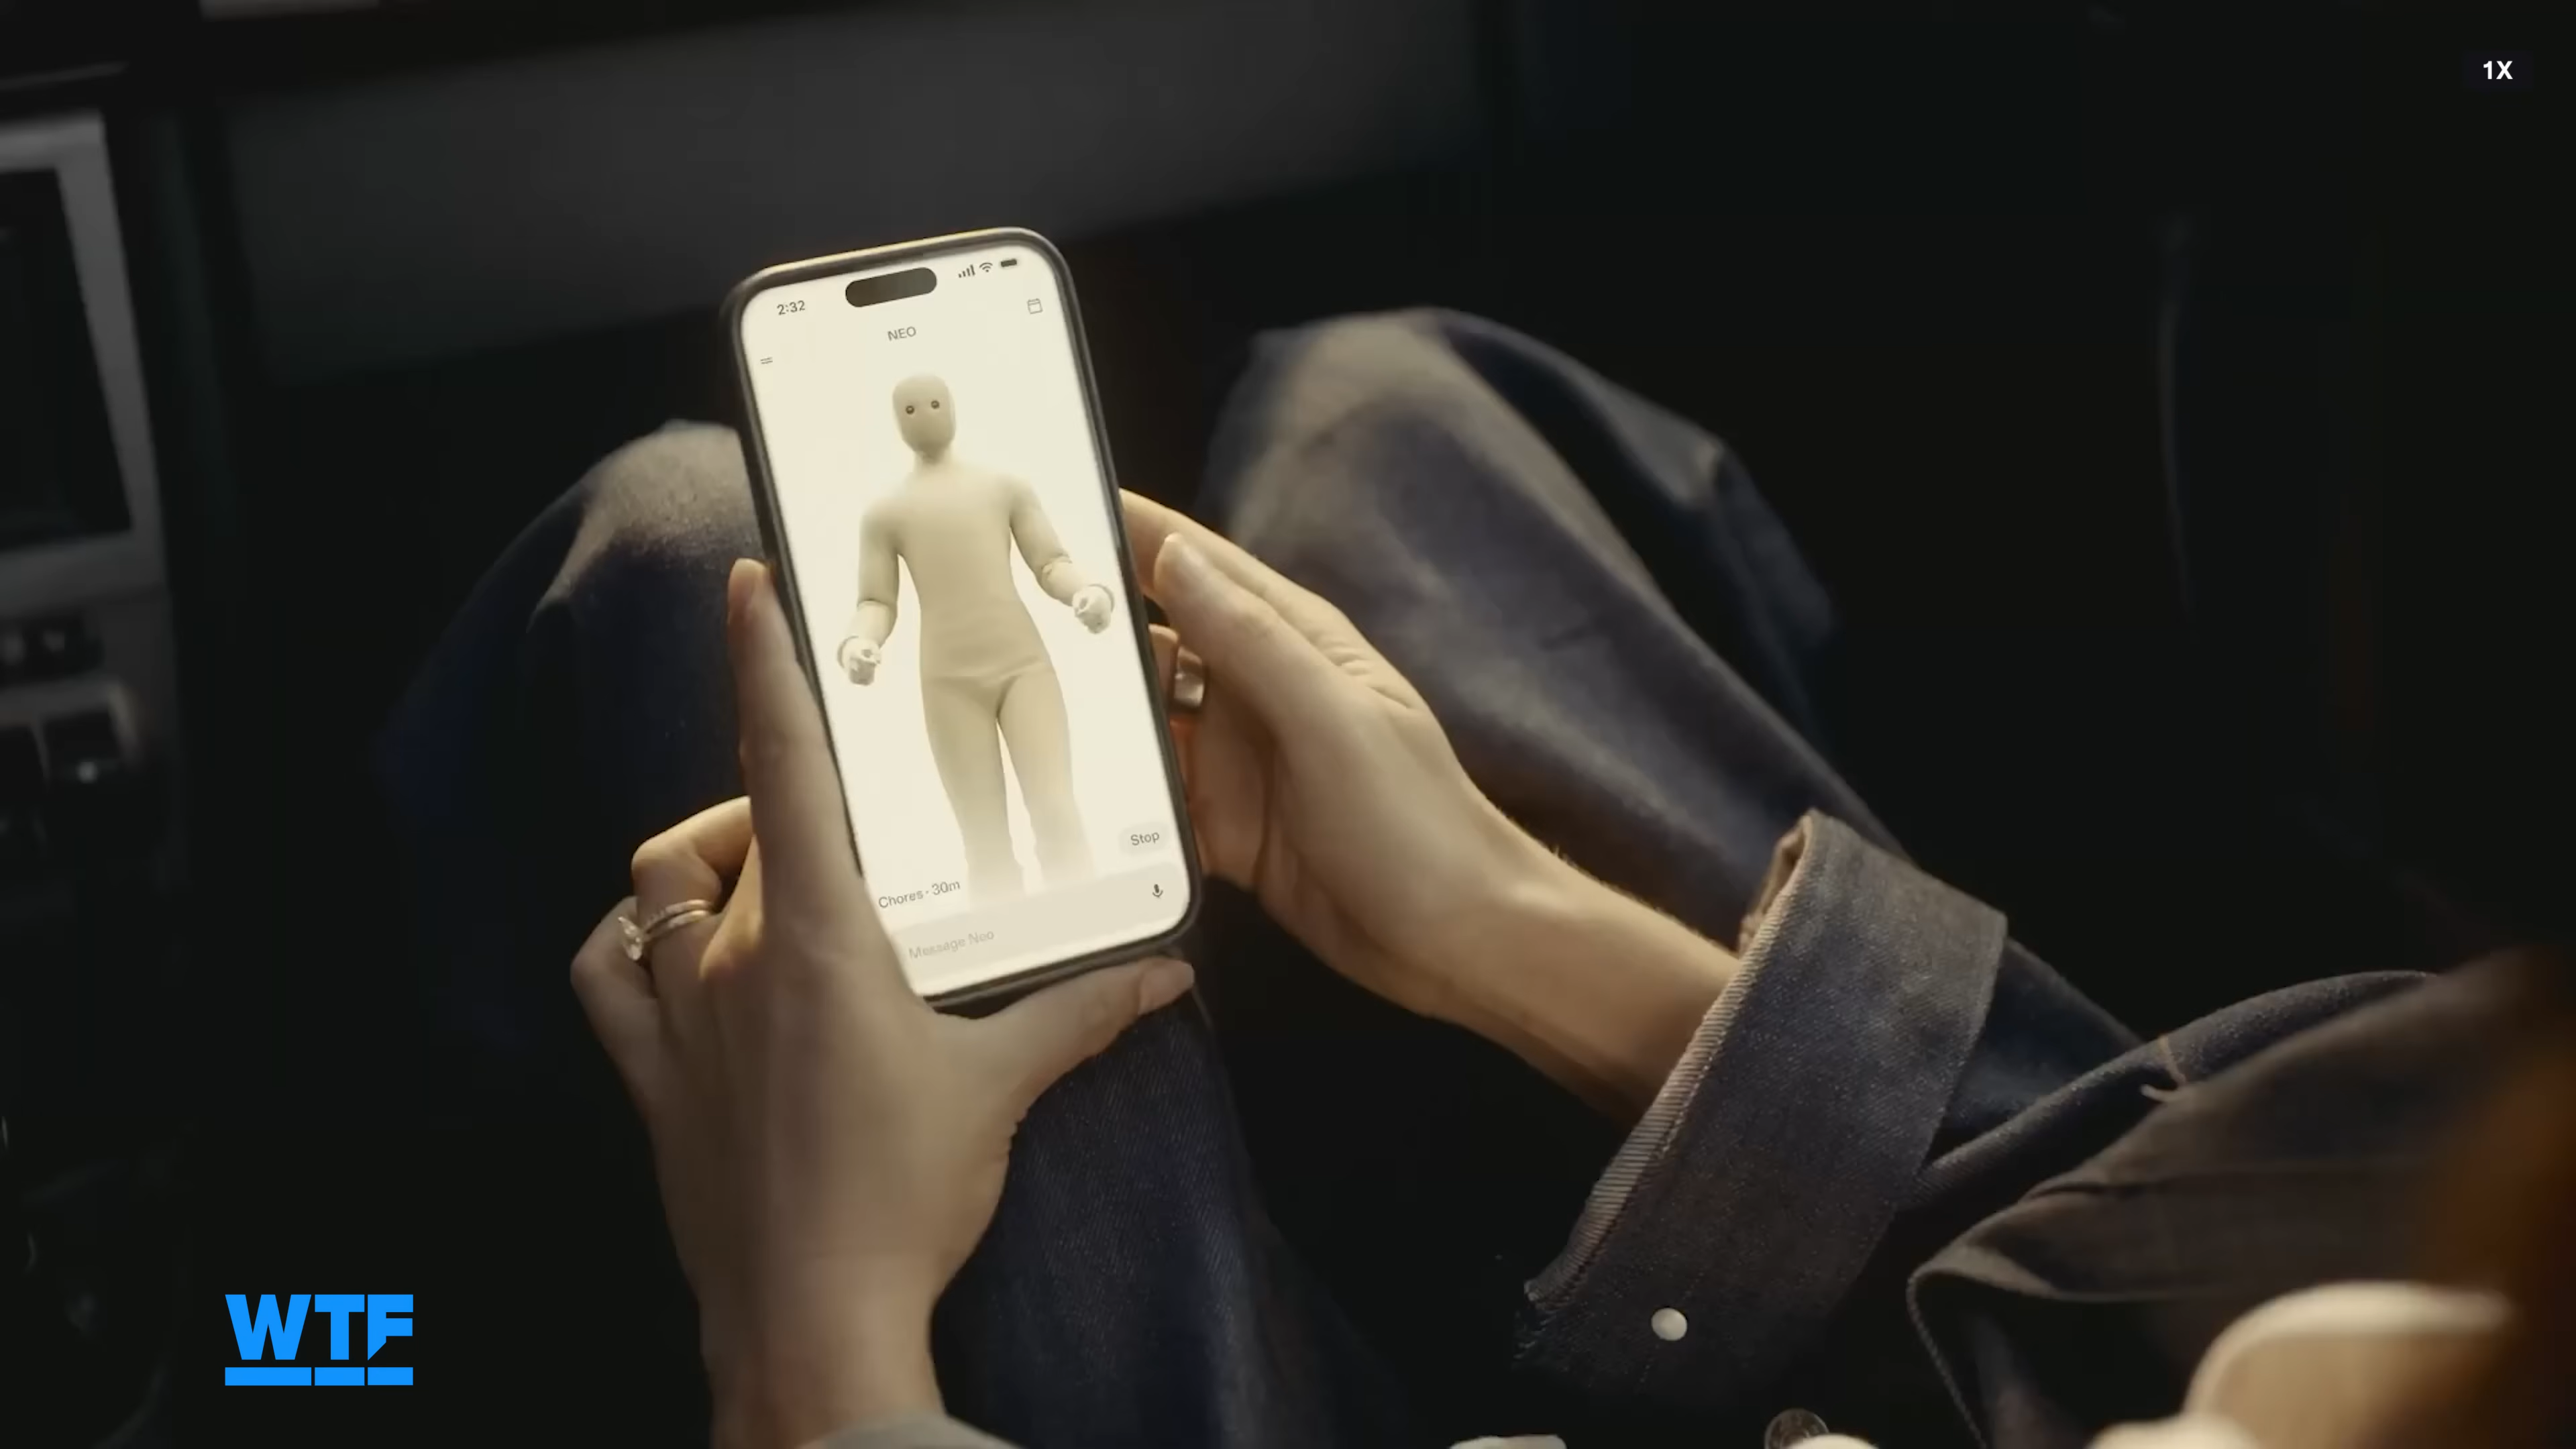 1X
2:32
NEO
Stop
Chores · 30m
Message Neo
WTF